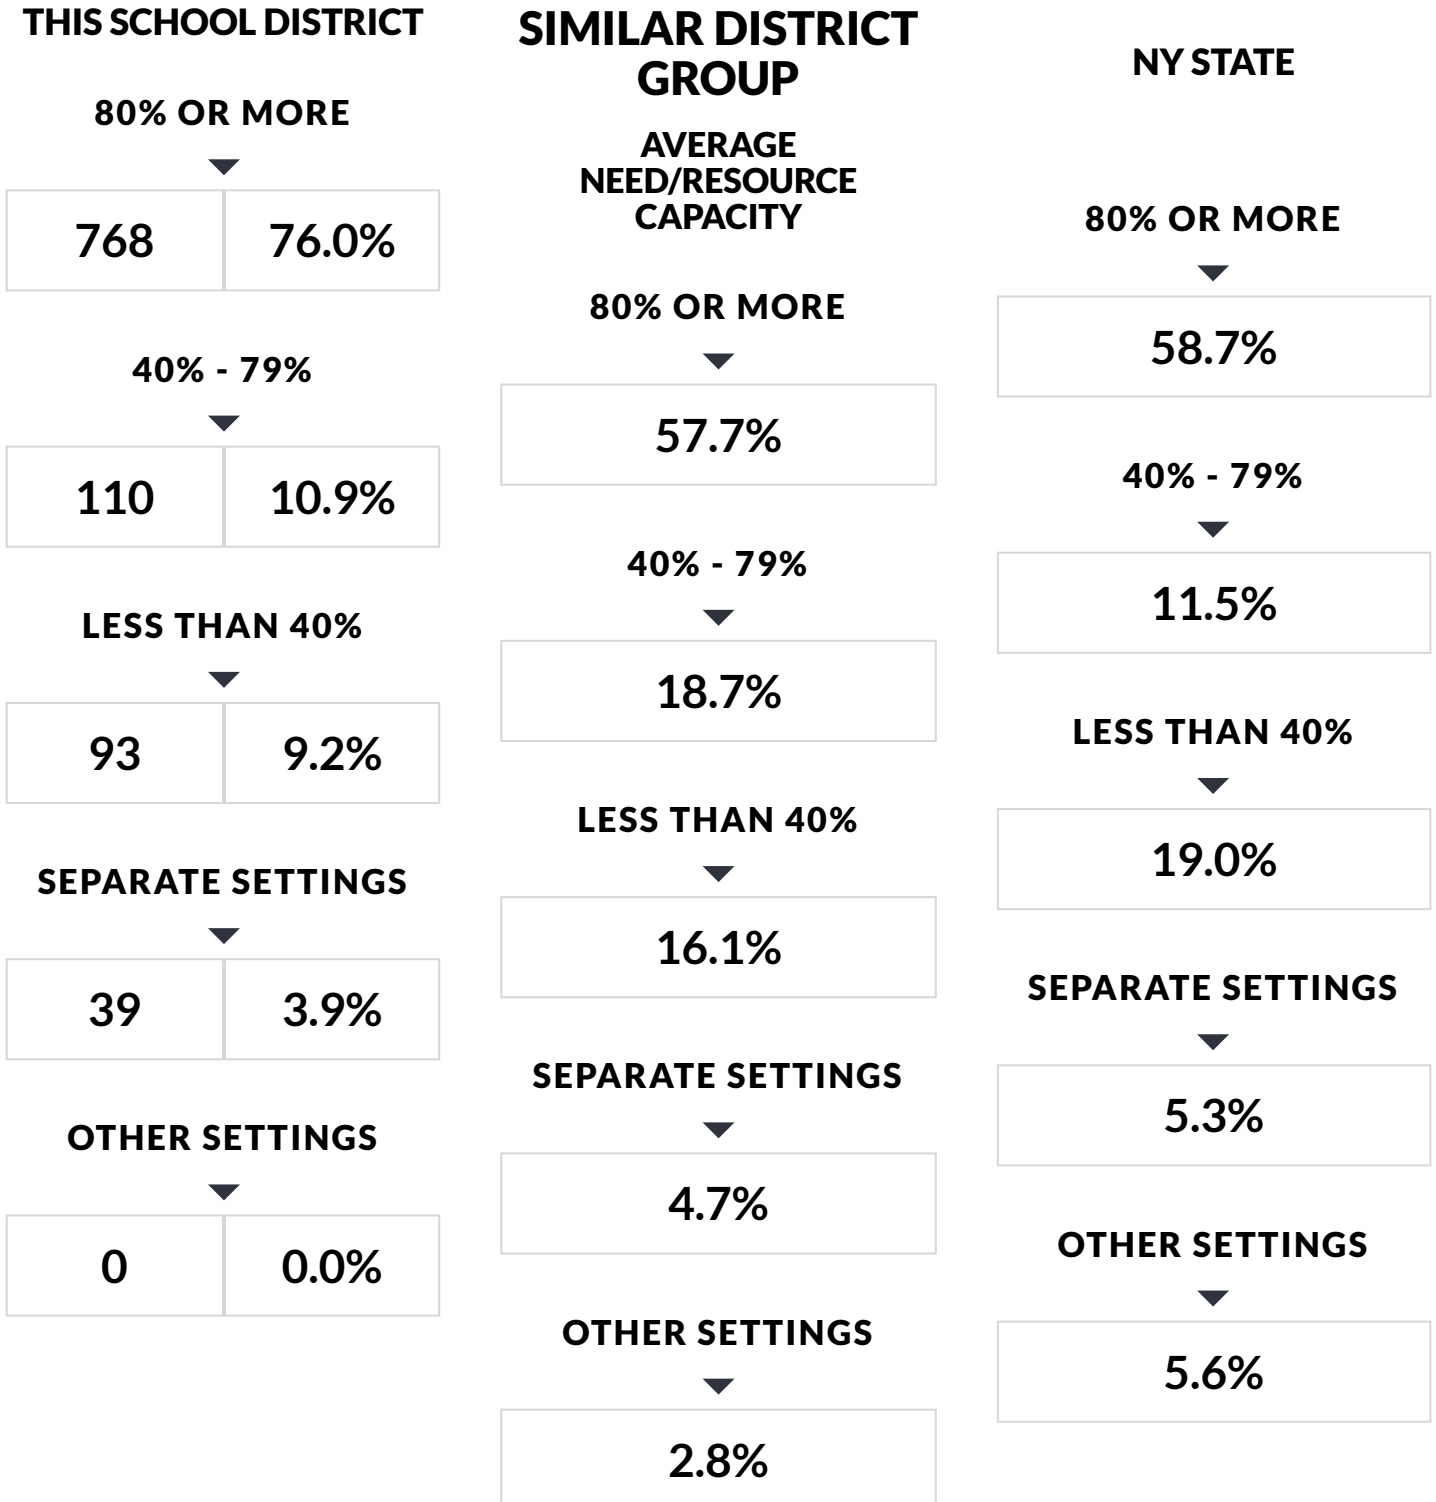 THIS SCHOOL DISTRICT
80% OR MORE
768 76.0%
40% - 79%
110 10.9%
LESS THAN 40%
93 9.2%
SEPARATE SETTINGS
39 3.9%
OTHER SETTINGS
0 0.0%
SIMILAR DISTRICT
GROUP
AVERAGE
NEED/RESOURCE
CAPACITY
80% OR MORE
57.7%
40% - 79%
18.7%
LESS THAN 40%
16.1%
SEPARATE SETTINGS
4.7%
OTHER SETTINGS
2.8%
NY STATE
80% OR MORE
58.7%
40% - 79%
11.5%
LESS THAN 40%
19.0%
SEPARATE SETTINGS
5.3%
OTHER SETTINGS
5.6%